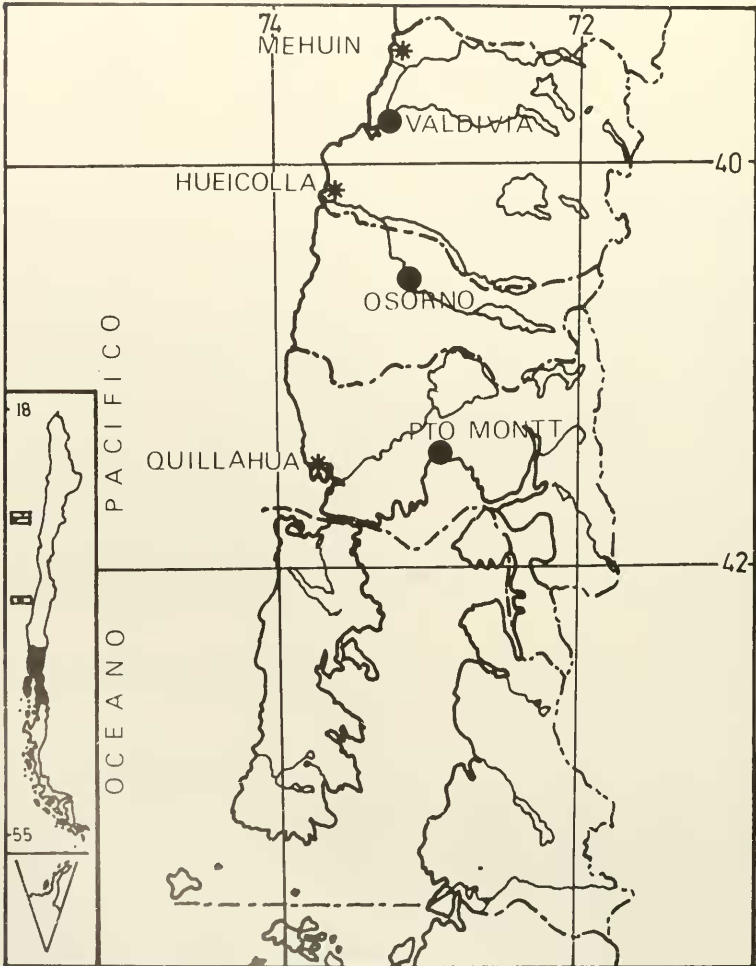 74
72
MEHUIN
VALDIVIA
40
HUEICOLLA
OSORNO
PACIFICO
18
PTO MONTT
QUILLAHUA
42
OCEANO
55